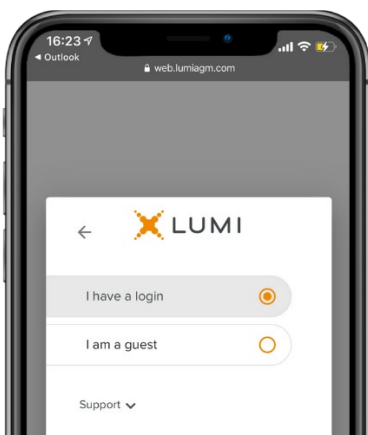 16:23
Outlook
web.lumiagm.com
LUMI
I have a login
I am a guest
Support